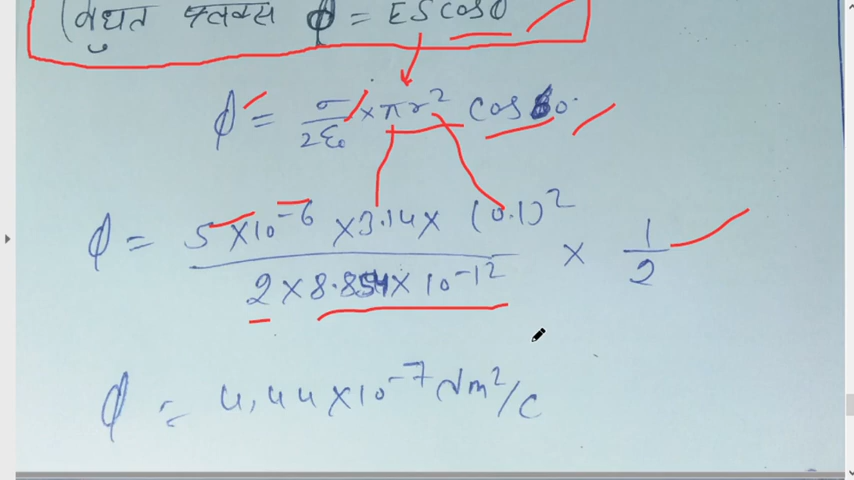 विद्युत फ्लक्स ϕ = ES cosθ
ϕ = σ/2ε₀ × πr² cos60.
ϕ = 5×10⁻⁶ × 3.14 × (0.1)² / 2 × 8.854 × 10⁻¹² × 1/2
ϕ = 4.44×10⁻⁷ Nm²/C